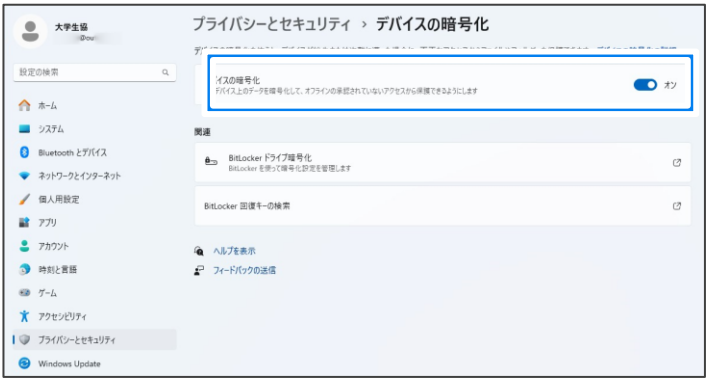 大学生協
プライバシーとセキュリティ › デバイスの暗号化
設定の検索
イスの暗号化
デバイス上のデータを暗号化して、オフラインの承認されていないアクセスから保護できるようにします
オン
ホーム
システム
関連
Bluetooth とデバイス
BitLocker ドライブ暗号化
BitLocker を使って暗号化設定を管理します
ネットワークとインターネット
個人用設定
BitLocker 回復キーの検索
アプリ
アカウント
ヘルプを表示
時刻と言語
フィードバックの送信
ゲーム
アクセシビリティ
プライバシーとセキュリティ
Windows Update